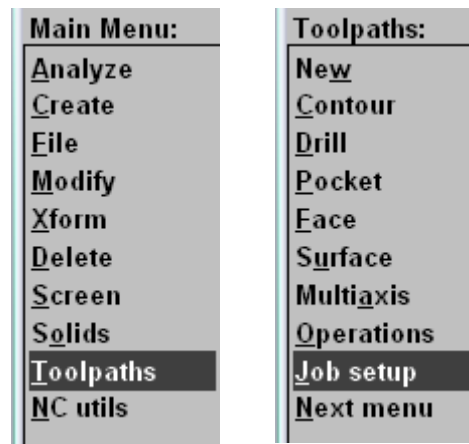 Main Menu:
Analyze
Create
File
Modify
Xform
Delete
Screen
Solids
Toolpaths
NC utils
Toolpaths:
New
Contour
Drill
Pocket
Face
Surface
Multiaxis
Operations
Job setup
Next menu